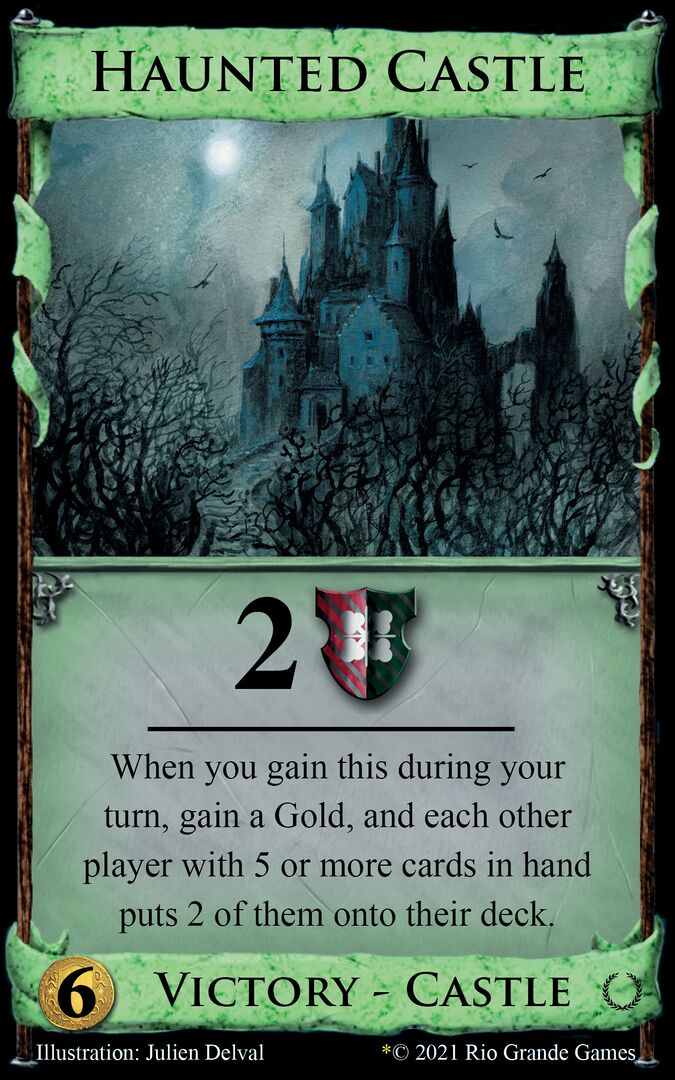 Haunted Castle
2
When you gain this during your
turn, gain a Gold, and each other
player with 5 or more cards in hand
puts 2 of them onto their deck.
6 Victory - Castle
Illustration: Julien Delval *© 2021 Rio Grande Games